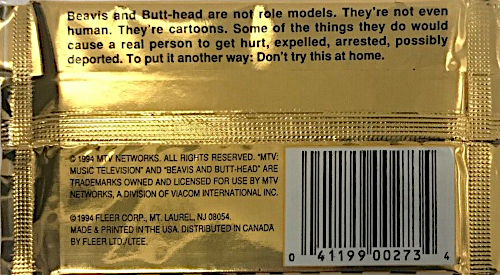 Beavis and Butt-head are not role models. They're not even
human. They're cartoons. Some of the things they do would
cause a real person to get hurt, expelled, arrested, possibly
deported. To put it another way: Don't try this at home.
© 1994 MTV NETWORKS. ALL RIGHTS RESERVED. "MTV:
MUSIC TELEVISION" AND "BEAVIS AND BUTT-HEAD" ARE
TRADEMARKS OWNED AND LICENSED FOR USE BY MTV
NETWORKS, A DIVISION OF VIACOM INTERNATIONAL INC.
© 1994 FLEER CORP., MT. LAUREL, NJ 08054.
MADE & PRINTED IN THE USA. DISTRIBUTED IN CANADA
BY FLEER LTD./LTEE.
0 41199 00273 4